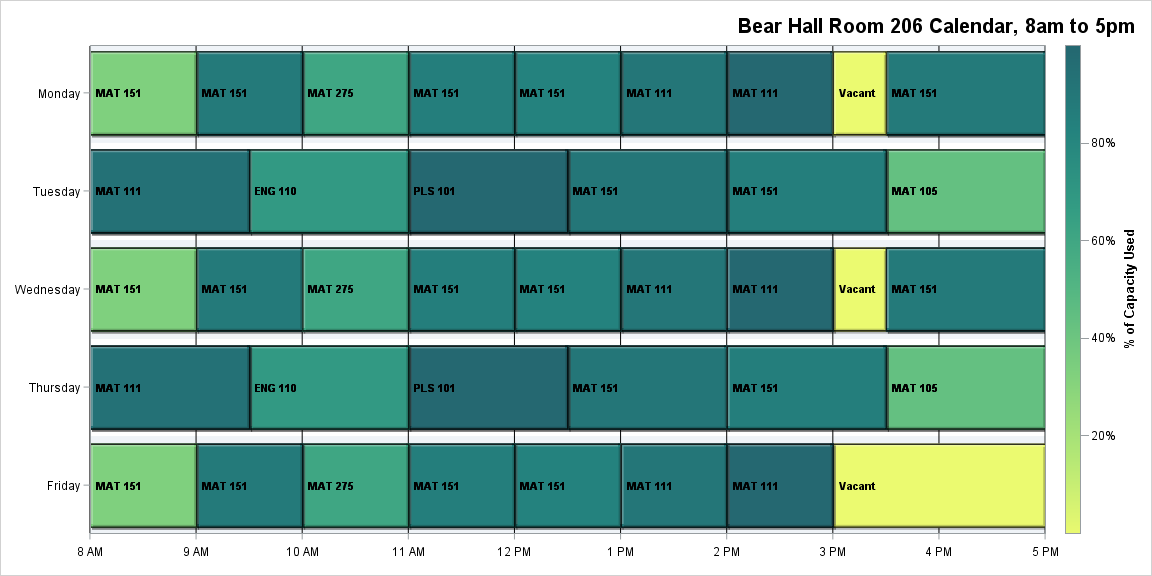 Bear Hall Room 206 Calendar, 8am to 5pm
Monday
MAT 151
MAT 151
MAT 275
MAT 151
MAT 151
MAT 111
MAT 111
Vacant
MAT 151
Tuesday
MAT 111
ENG 110
PLS 101
MAT 151
MAT 151
MAT 105
Wednesday
MAT 151
MAT 151
MAT 275
MAT 151
MAT 151
MAT 111
MAT 111
Vacant
MAT 151
Thursday
MAT 111
ENG 110
PLS 101
MAT 151
MAT 151
MAT 105
Friday
MAT 151
MAT 151
MAT 275
MAT 151
MAT 151
MAT 111
MAT 111
Vacant
8 AM
9 AM
10 AM
11 AM
12 PM
1 PM
2 PM
3 PM
4 PM
5 PM
80%
60%
40%
20%
% of Capacity Used